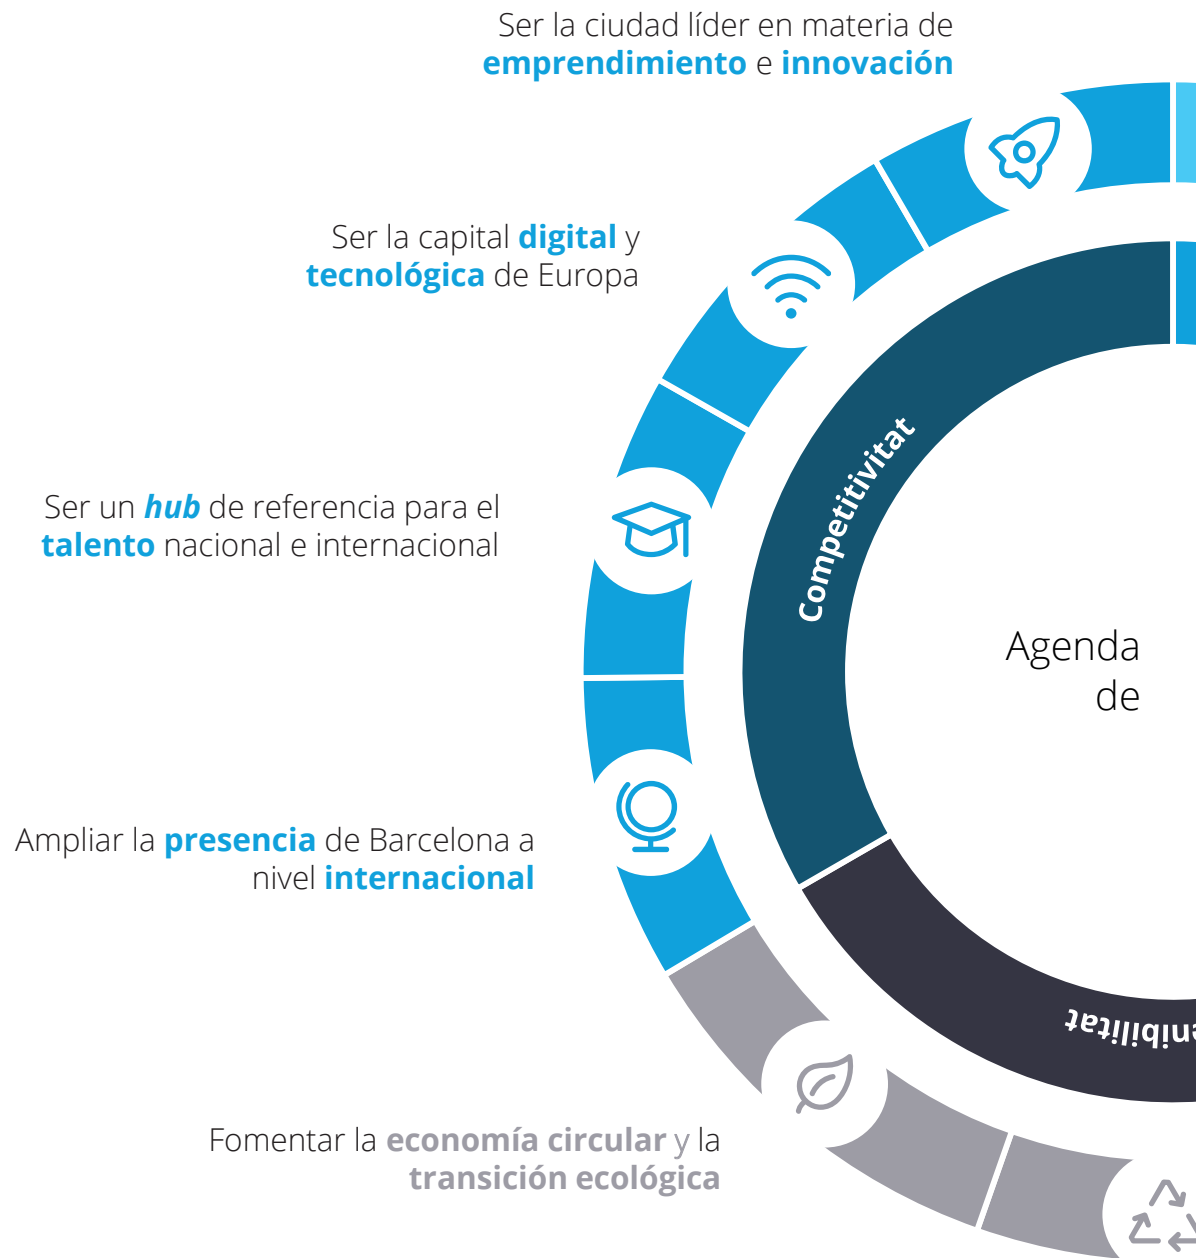 Ser la ciudad líder en materia de
emprendimiento e innovación
Ser la capital digital y
tecnológica de Europa
Ser un hub de referencia para el
talento nacional e internacional
Competitivitat
Agenda
de
Ampliar la presencia de Barcelona a
nivel internacional
enibilitat
Fomentar la economía circular y la
transición ecológica